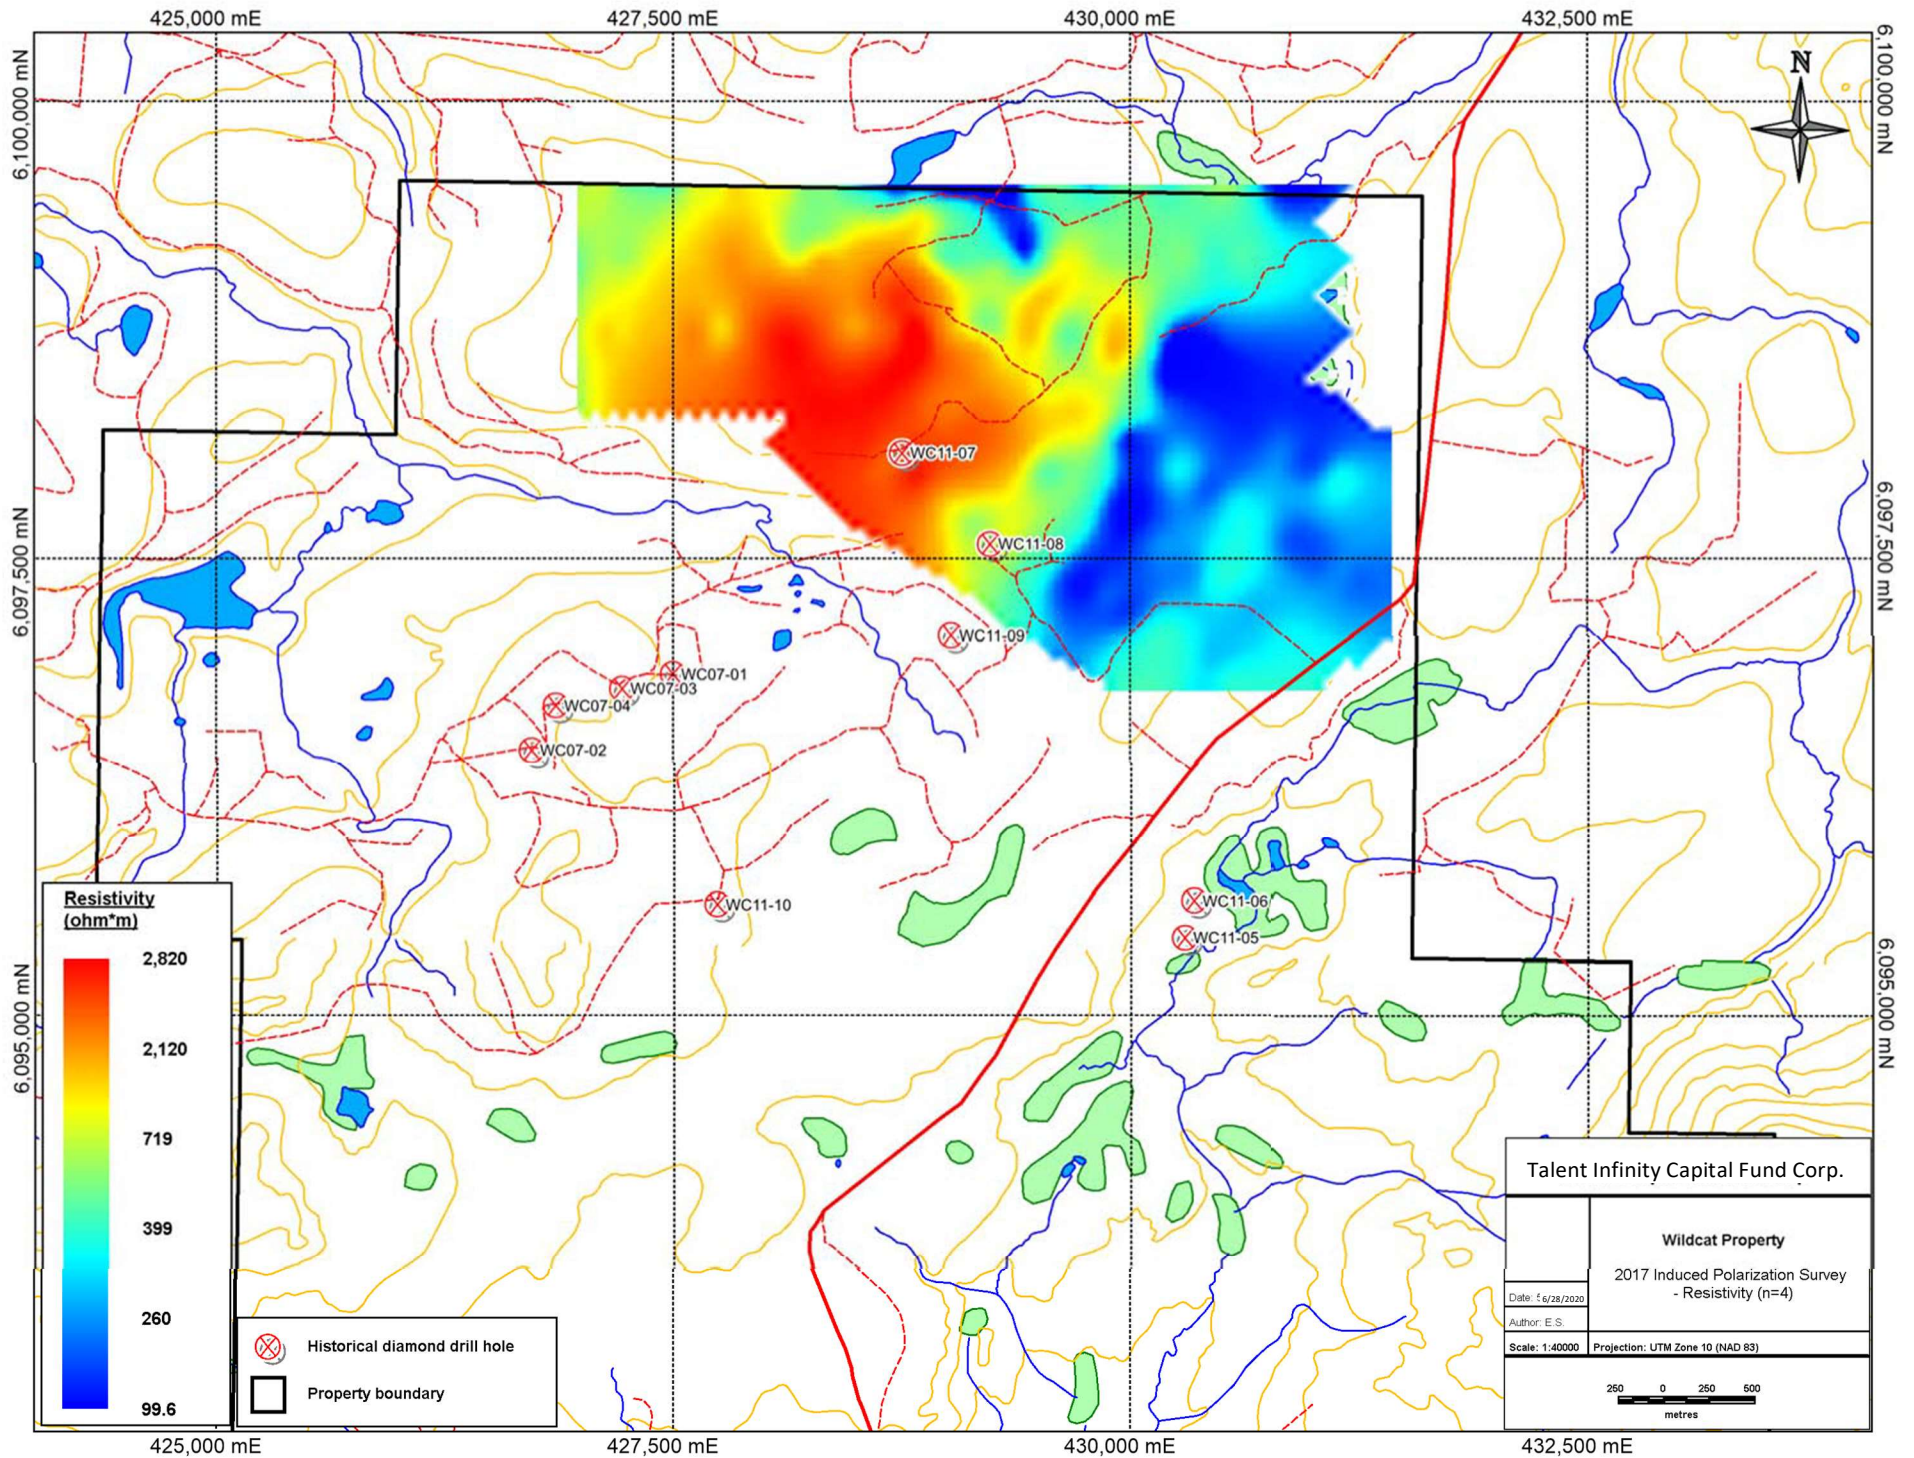 425,000 mE
427,500 mE
430,000 mE
432,500 mE
6,100,000 mN
6,100,000 mN
N
WC11-07
6,097,500 mN
6,097,500 mN
WC11-08
WC11-09
WC07-01
WC07-03
WC07-04
WC07-02
WC11-10
WC11-06
WC11-05
6,095,000 mN
6,095,000 mN
Resistivity
(ohm*m)
2,820
2,120
719
399
260
99.6
Historical diamond drill hole
Property boundary
Talent Infinity Capital Fund Corp.
Wildcat Property
2017 Induced Polarization Survey
- Resistivity (n=4)
Date: 6/28/2020
Author: E.S.
Scale: 1:40000
Projection: UTM Zone 10 (NAD 83)
250 0 250 500
metres
425,000 mE
427,500 mE
430,000 mE
432,500 mE